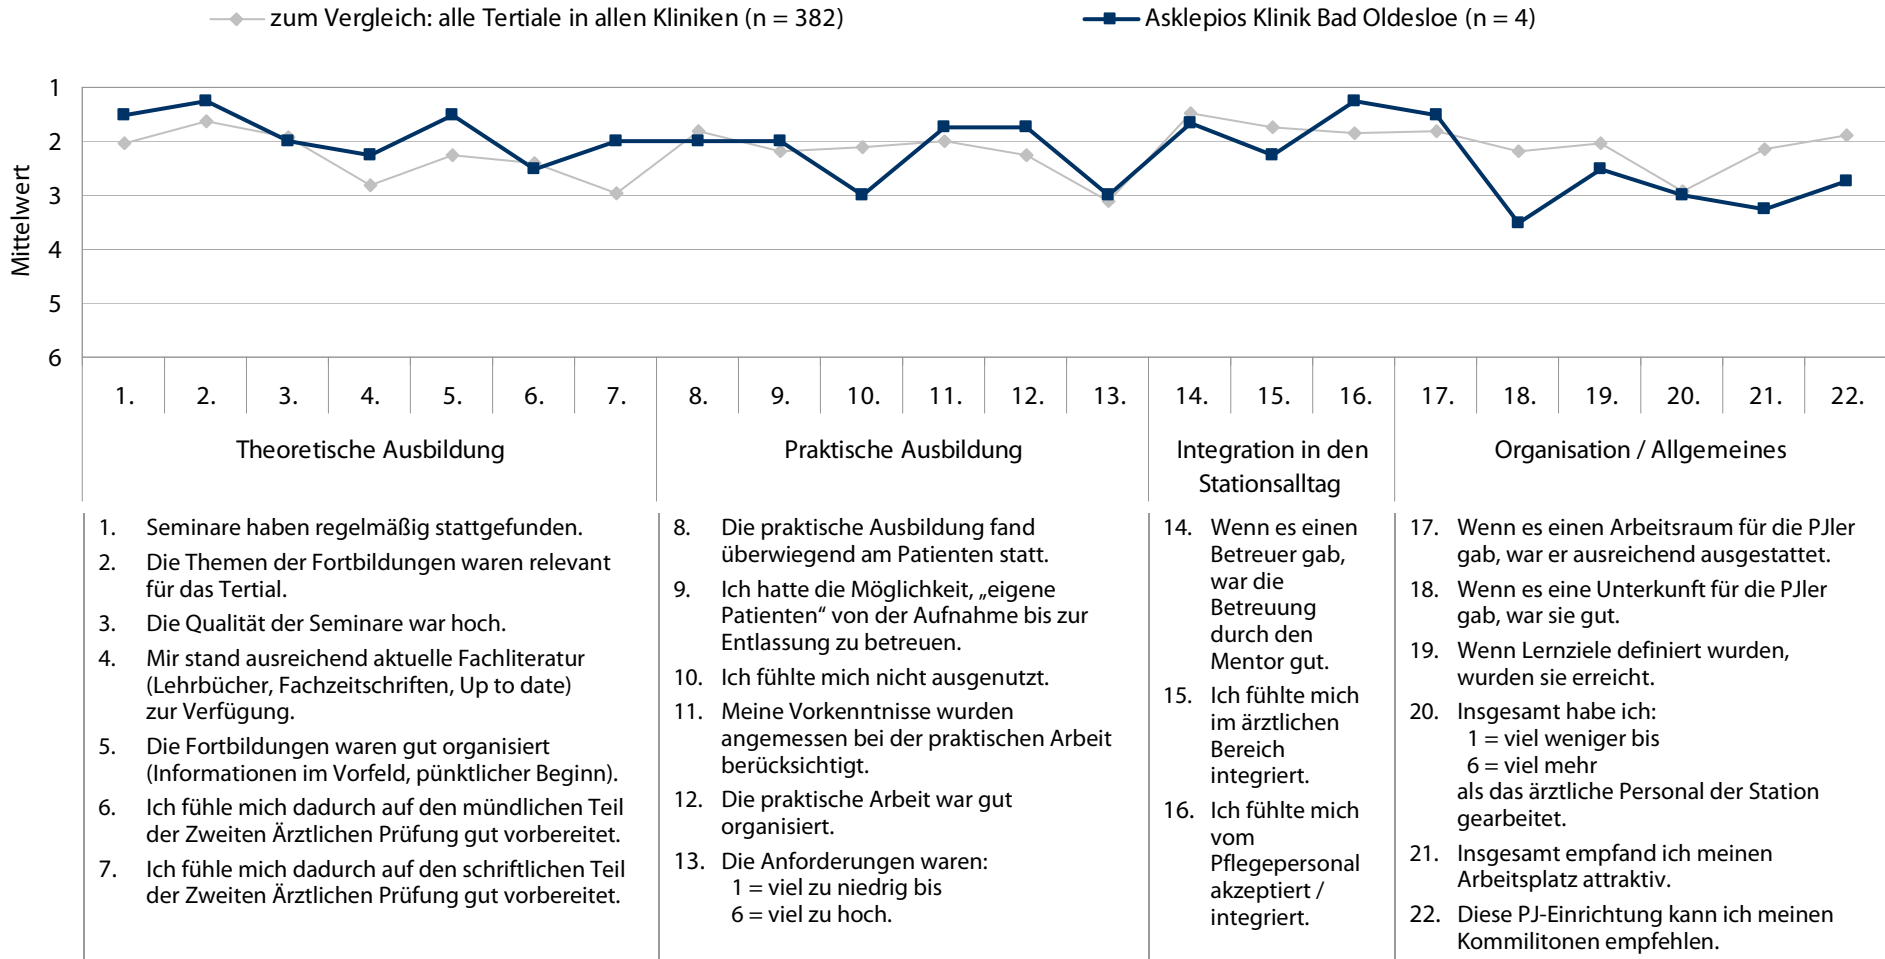 zum Vergleich: alle Tertiale in allen Kliniken (n = 382)
Asklepios Klinik Bad Oldesloe (n = 4)
Mittelwert
1
2
3
4
5
6
1. 2. 3. 4. 5. 6. 7. 8. 9. 10. 11. 12. 13. 14. 15. 16. 17. 18. 19. 20. 21. 22.
Theoretische Ausbildung
Praktische Ausbildung
Integration in den
Stationsalltag
Organisation / Allgemeines
1. Seminare haben regelmäßig stattgefunden.
2. Die Themen der Fortbildungen waren relevant
für das Tertial.
3. Die Qualität der Seminare war hoch.
4. Mir stand ausreichend aktuelle Fachliteratur
(Lehrbücher, Fachzeitschriften, Up to date)
zur Verfügung.
5. Die Fortbildungen waren gut organisiert
(Informationen im Vorfeld, pünktlicher Beginn).
6. Ich fühle mich dadurch auf den mündlichen Teil
der Zweiten Ärztlichen Prüfung gut vorbereitet.
7. Ich fühle mich dadurch auf den schriftlichen Teil
der Zweiten Ärztlichen Prüfung gut vorbereitet.
8. Die praktische Ausbildung fand
überwiegend am Patienten statt.
9. Ich hatte die Möglichkeit, „eigene
Patienten“ von der Aufnahme bis zur
Entlassung zu betreuen.
10. Ich fühlte mich nicht ausgenutzt.
11. Meine Vorkenntnisse wurden
angemessen bei der praktischen Arbeit
berücksichtigt.
12. Die praktische Arbeit war gut
organisiert.
13. Die Anforderungen waren:
1 = viel zu niedrig bis
6 = viel zu hoch.
14. Wenn es einen
Betreuer gab,
war die
Betreuung
durch den
Mentor gut.
15. Ich fühlte mich
im ärztlichen
Bereich
integriert.
16. Ich fühlte mich
vom
Pflegepersonal
akzeptiert /
integriert.
17. Wenn es einen Arbeitsraum für die PJler
gab, war er ausreichend ausgestattet.
18. Wenn es eine Unterkunft für die PJler
gab, war sie gut.
19. Wenn Lernziele definiert wurden,
wurden sie erreicht.
20. Insgesamt habe ich:
1 = viel weniger bis
6 = viel mehr
als das ärztliche Personal der Station
gearbeitet.
21. Insgesamt empfand ich meinen
Arbeitsplatz attraktiv.
22. Diese PJ-Einrichtung kann ich meinen
Kommilitonen empfehlen.